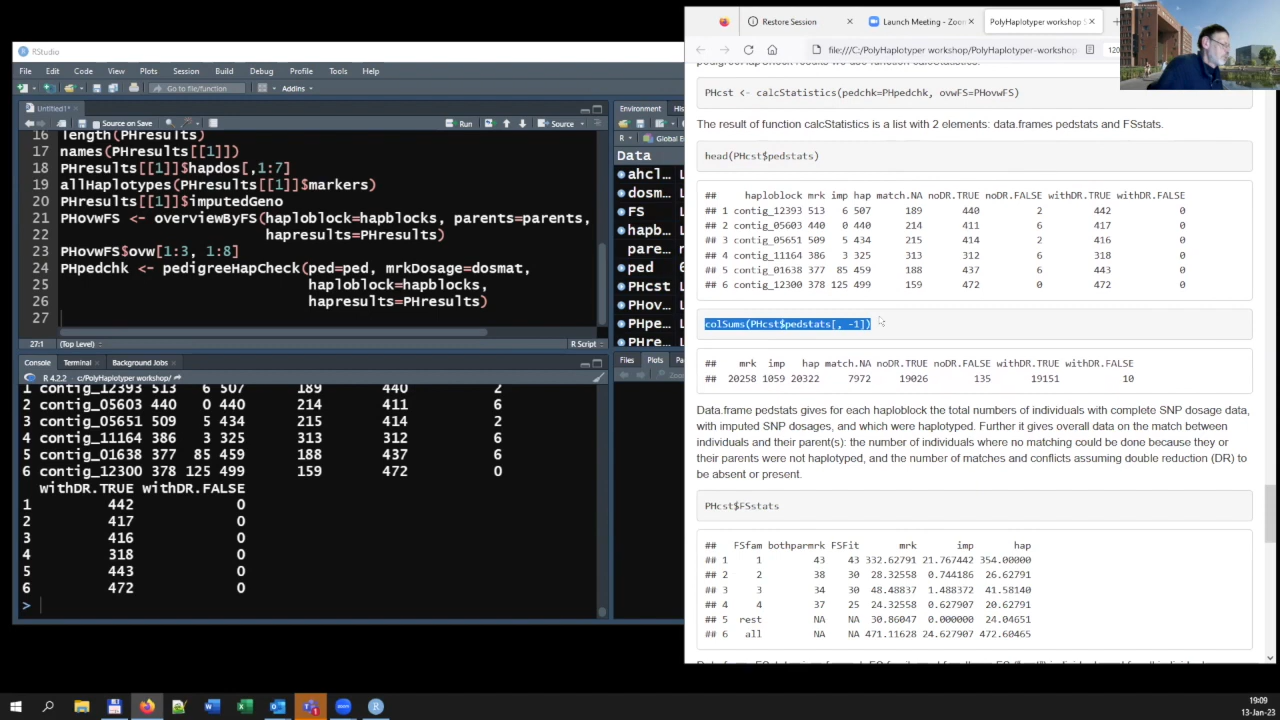 RStudio
File Edit Code View Plots Session Build Debug Profile Tools Help
Go to file/function Addins
Untitled1*
Source on Save Run Source
16 length(PHresults)
17 names(PHresults[[1]])
18 PHresults[[1]]$hapdos[,1:7]
19 allHaplotypes(PHresults[[1]]$markers)
20 PHresults[[1]]$imputedGeno
21 PHovwFS <- overviewByFS(haploblock=hapblocks, parents=parents,
22 hapresults=PHresults)
23 PHovwFS$ovw[1:3, 1:8]
24 PHpedchk <- pedigreeHapCheck(ped=ped, mrkDosage=dosmat,
25 haploblock=hapblocks,
26 hapresults=PHresults)
27
27:1 (Top Level) R Script
Console Terminal Background Jobs
R 4.2.2 · c:/PolyHaplotyper workshop/
1 contig_12393 513 6 507 189 440 2
2 contig_05603 440 0 440 214 411 6
3 contig_05651 509 5 434 215 414 2
4 contig_11164 386 3 325 313 312 6
5 contig_01638 377 85 459 188 437 6
6 contig_12300 378 125 499 159 472 0
withDR.TRUE withDR.FALSE
1 442 0
2 417 0
3 416 0
4 318 0
5 443 0
6 472 0
>
Environment His
R Global E
Data
ahcl… L
dosm…
FS L
hapb… L
pare…
ped 6
PHcst L
PHov… L
PHpe… L
PHre… L
Files Plots Pa
Restore Session Launch Meeting - Zoo PolyHaplotyper workshop
file:///C:/PolyHaplotyper workshop/PolyHaplotyper-workshop 120
pedigreeHapCheck results we use function calcStatistics.
PHcst <- calcStatistics(pedchk=PHpedchk, ovwFS=PHovwFS)
The result of function calcStatistics is a list with 2 elements: data.frames pedstats and FSstats.
head(PHcst$pedstats)
## haploblock mrk imp hap match.NA noDR.TRUE noDR.FALSE withDR.TRUE withDR.FALSE
## 1 contig_12393 513 6 507 189 440 2 442 0
## 2 contig_05603 440 0 440 214 411 6 417 0
## 3 contig_05651 509 5 434 215 414 2 416 0
## 4 contig_11164 386 3 325 313 312 6 318 0
## 5 contig_01638 377 85 459 188 437 6 443 0
## 6 contig_12300 378 125 499 159 472 0 472 0
colSums(PHcst$pedstats[, -1])
## mrk imp hap match.NA noDR.TRUE noDR.FALSE withDR.TRUE withDR.FALSE
## 20258 1059 20322 7972 19026 135 19151 10
Data.frame pedstats gives for each haploblock the total numbers of individuals with complete SNP dosage data,
with imputed SNP dosages, and which were haplotyped. Further it gives overall data on the match between
individuals and their parent(s): the number of individuals where no matching could be done because they or
their parents were not haplotyped, and the number of matches and conflicts assuming double reduction (DR) to
be absent or present.
PHcst$FSstats
## FSfam bothparmrk FSFit mrk imp hap
## 1 1 43 43 332.62791 21.767442 354.00000
## 2 2 38 30 28.32558 0.744186 26.62791
## 3 3 34 30 48.48837 1.488372 41.58140
## 4 4 37 25 24.32558 0.627907 20.62791
## 5 rest NA NA 30.86047 0.000000 24.04651
## 6 all NA NA 471.11628 24.627907 472.60465
19:09
13-Jan-23